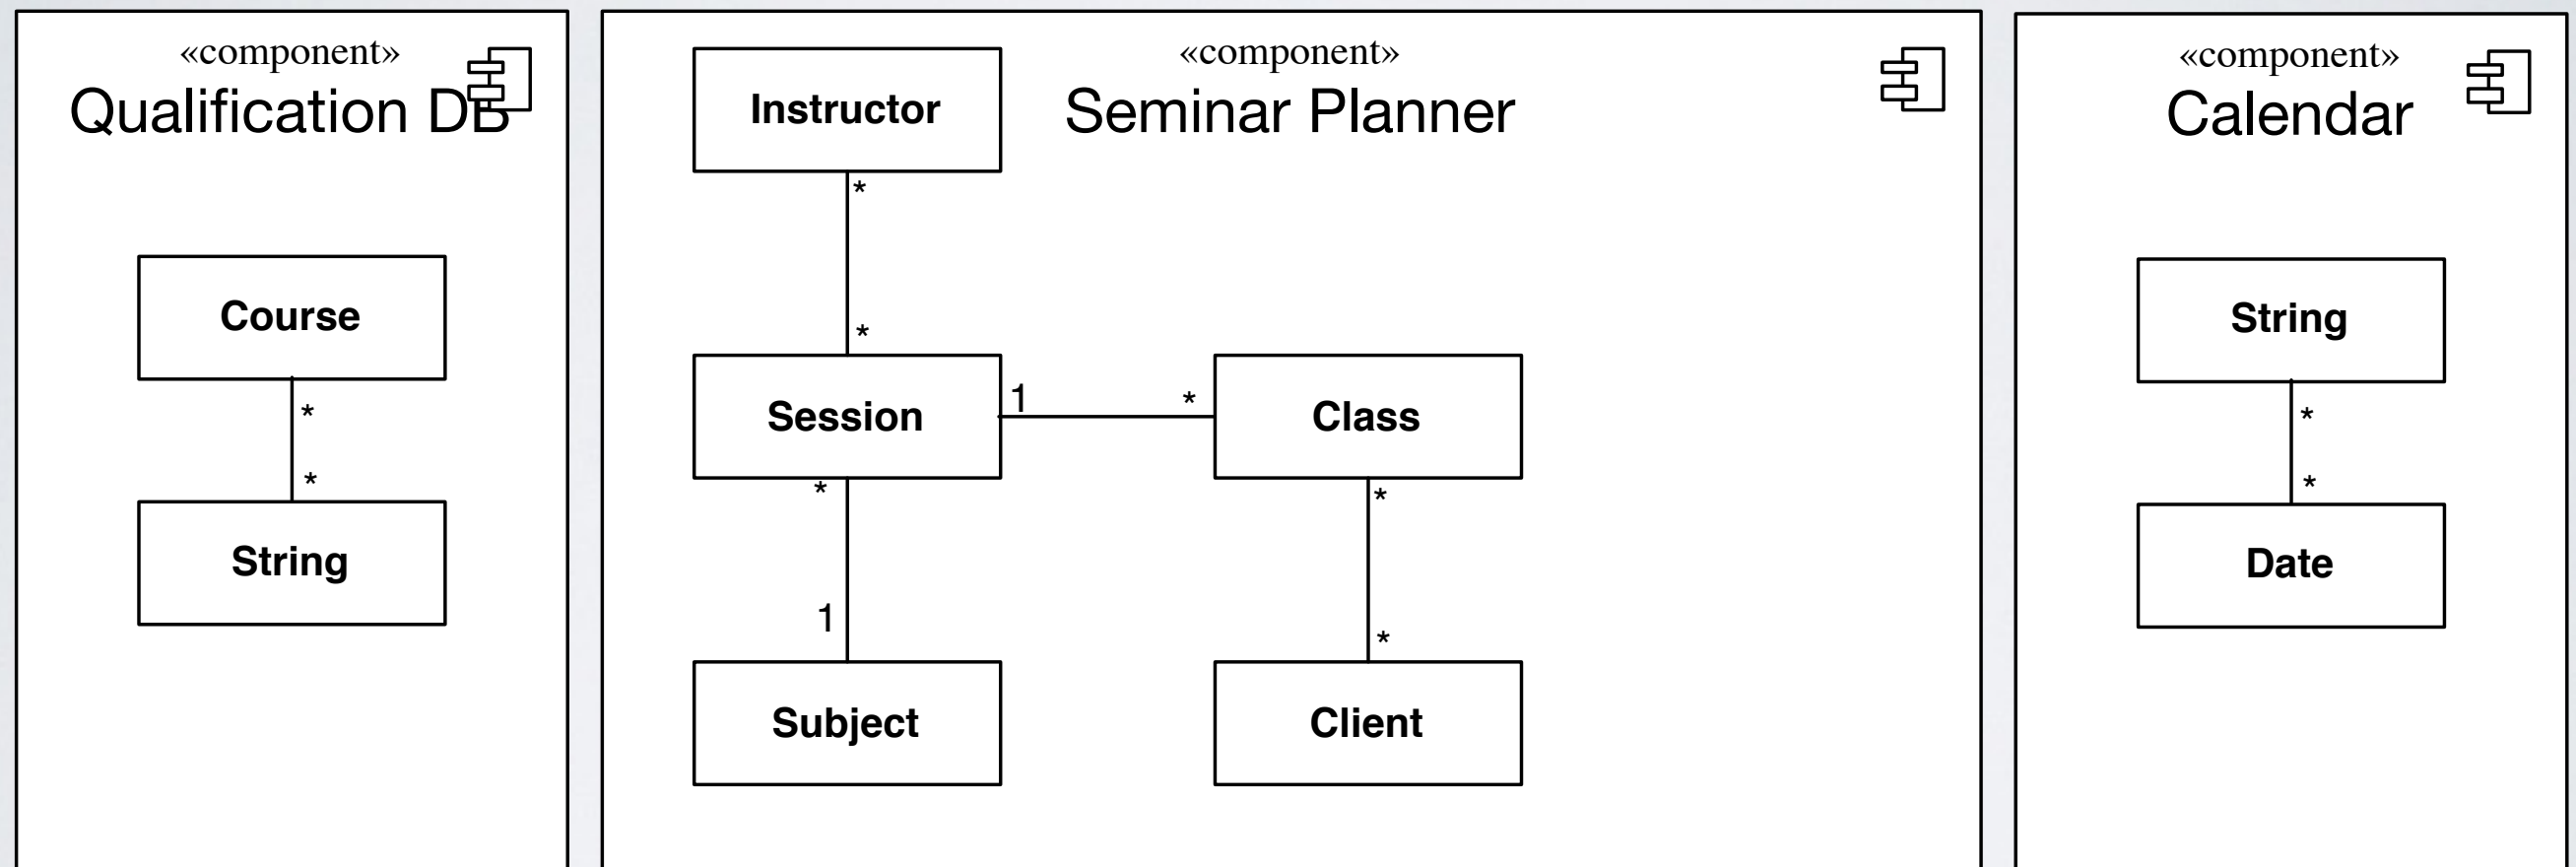 «component»
Qualification DB
Course
*
*
String
«component»
Seminar Planner
Instructor
*
*
Session
1
*
Class
*
1
Subject
*
*
Client
«component»
Calendar
String
*
*
Date